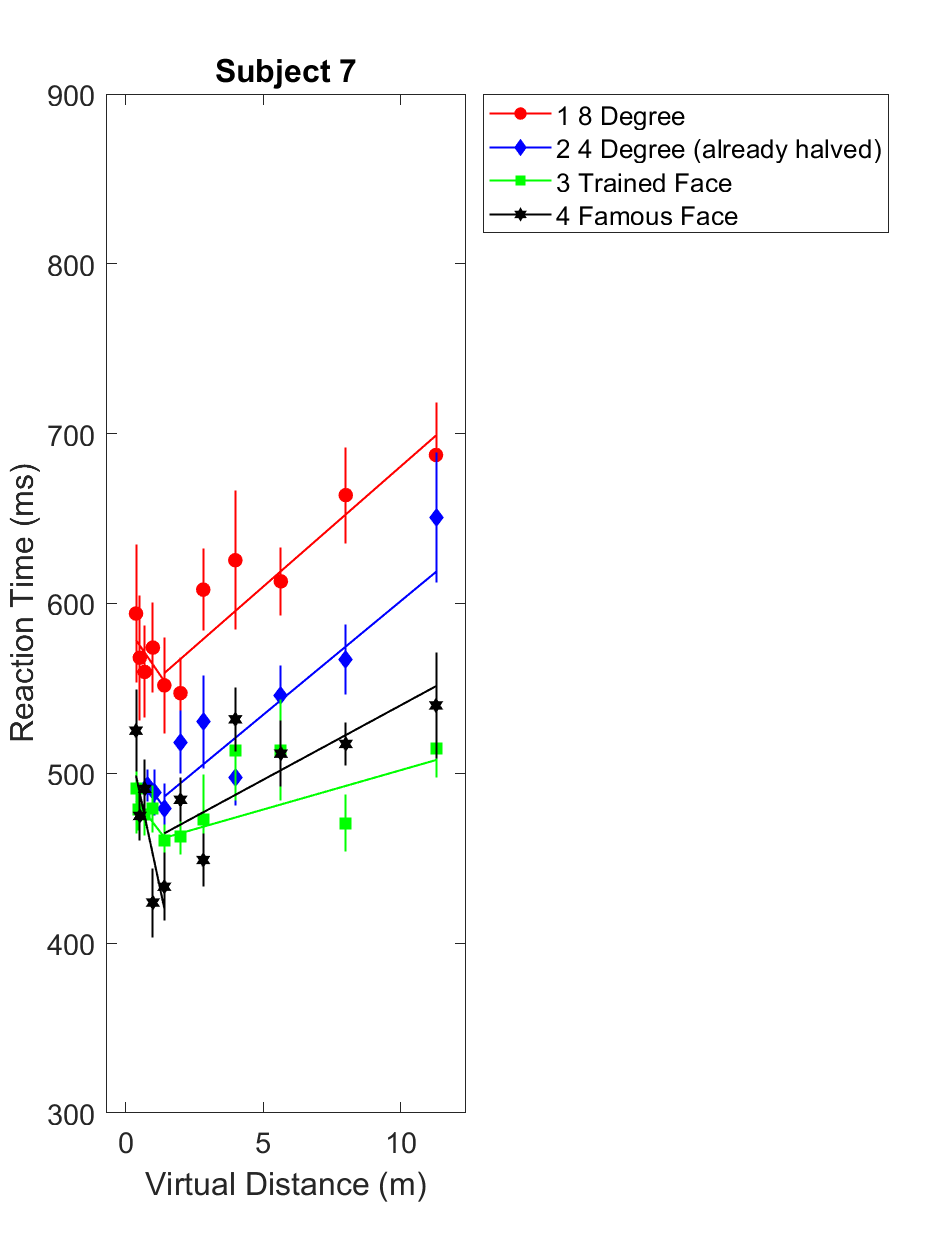 Subject 7
900
800
700
600
500
400
300
Reaction Time (ms)
0 5 10
Virtual Distance (m)
1 8 Degree
2 4 Degree (already halved)
3 Trained Face
4 Famous Face